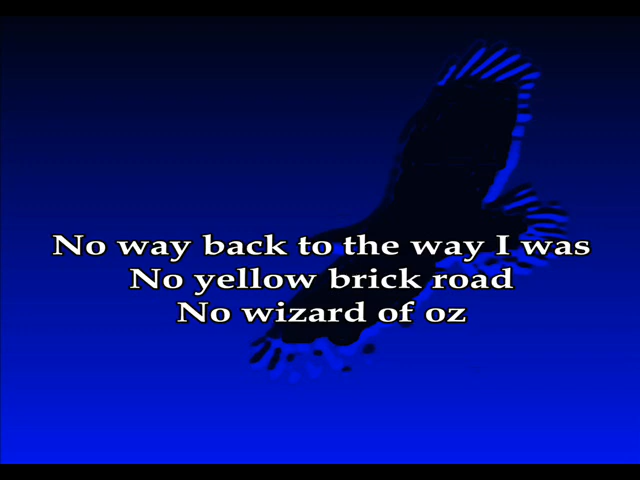 No way back to the way I was
No yellow brick road
No wizard of oz